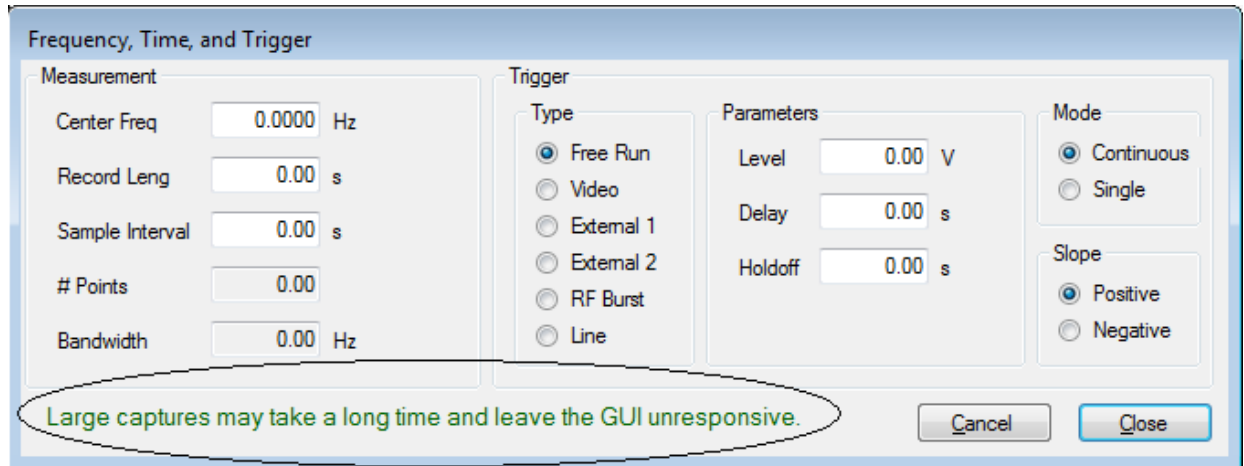 Frequency, Time, and Trigger
Measurement
Center Freq 0.0000 Hz
Record Leng 0.00 s
Sample Interval 0.00 s
# Points 0.00
Bandwidth 0.00 Hz
Trigger
Type
Free Run
Video
External 1
External 2
RF Burst
Line
Parameters
Level 0.00 V
Delay 0.00 s
Holdoff 0.00 s
Mode
Continuous
Single
Slope
Positive
Negative
Large captures may take a long time and leave the GUI unresponsive.
Cancel
Close